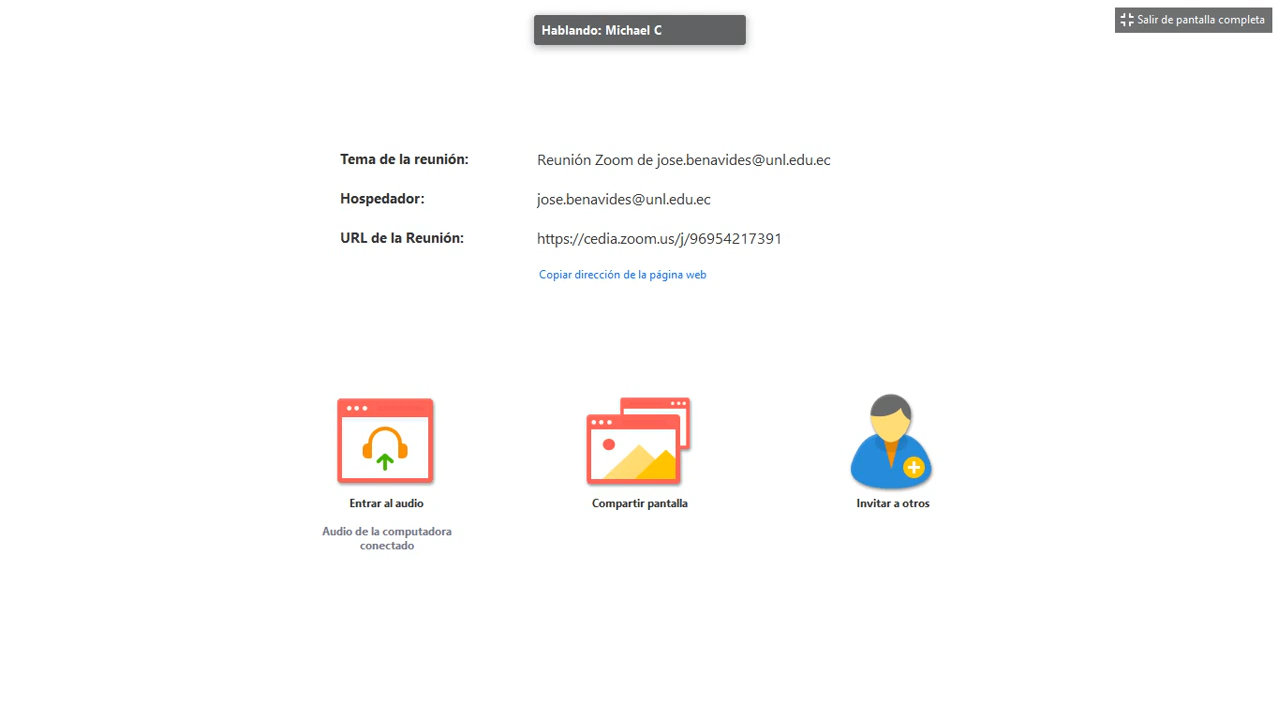 Hablando: Michael C
Salir de pantalla completa
Tema de la reunión: Reunión Zoom de jose.benavides@unl.edu.ec
Hospedador: jose.benavides@unl.edu.ec
URL de la Reunión: https://cedia.zoom.us/j/96954217391
Copiar dirección de la página web
Entrar al audio
Compartir pantalla
Invitar a otros
Audio de la computadora
conectado